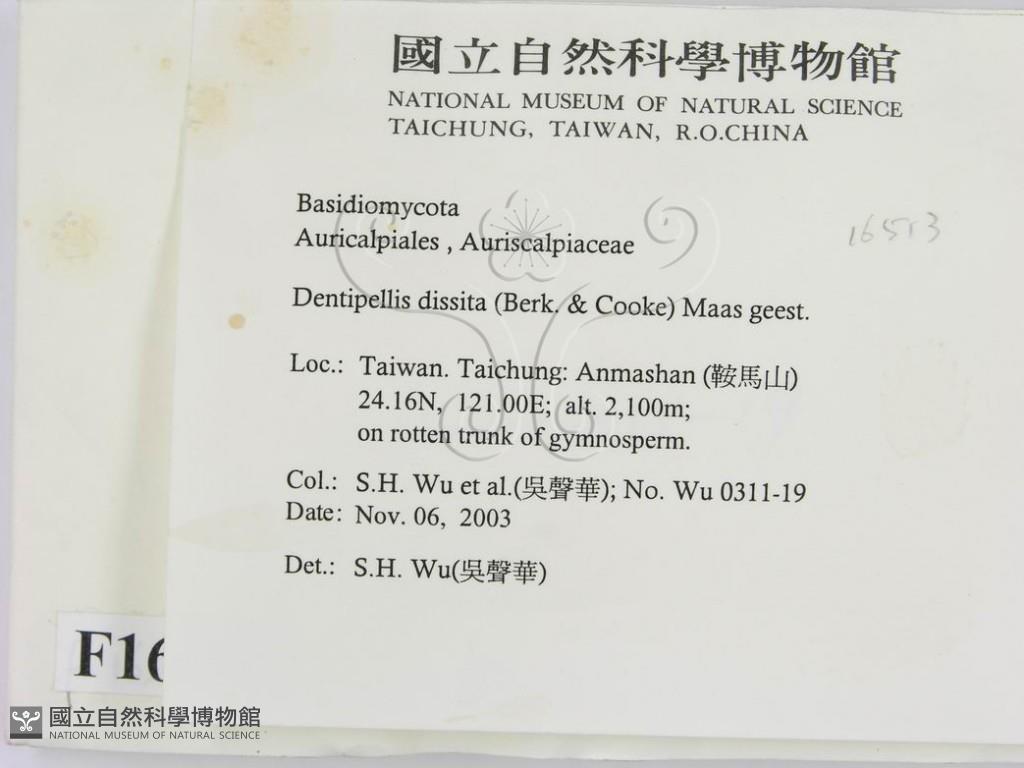 國立自然科學博物館
NATIONAL MUSEUM OF NATURAL SCIENCE
TAICHUNG, TAIWAN, R.O.CHINA
16513
Basidiomycota
Auricalpiales , Auriscalpiaceae
Dentipellis dissita (Berk. & Cooke) Maas geest.
Loc.: Taiwan. Taichung: Anmashan (鞍馬山)
24.16N, 121.00E; alt. 2,100m;
on rotten trunk of gymnosperm.
Col.: S.H. Wu et al.(吳聲華); No. Wu 0311-19
Date: Nov. 06, 2003
Det.: S.H. Wu(吳聲華)
F16
國立自然科學博物館
NATIONAL MUSEUM OF NATURAL SCIENCE